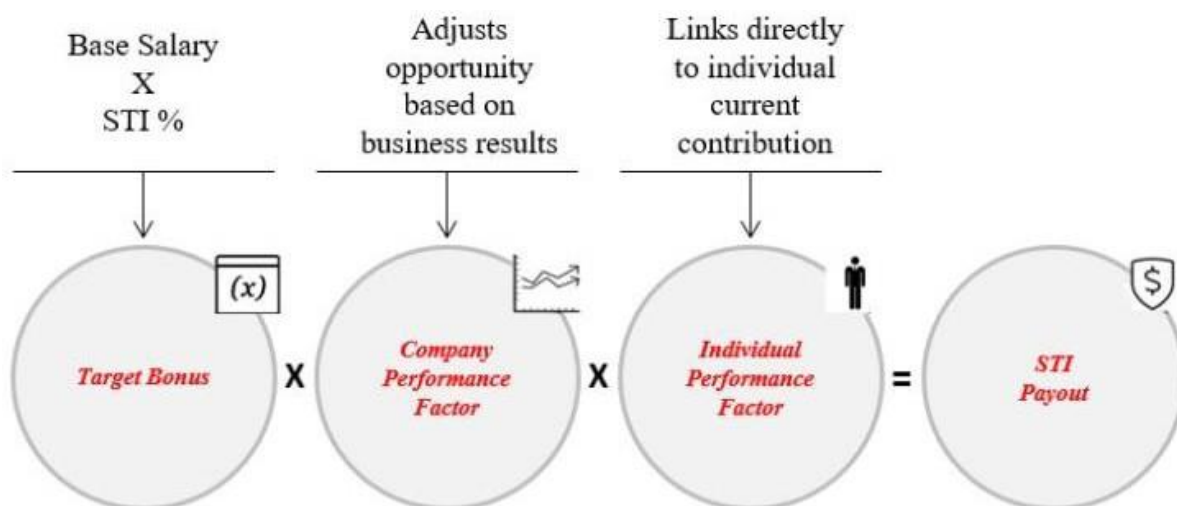 Base Salary
X
STI %
Adjusts
opportunity
based on
business results
Links directly
to individual
current
contribution
(x)
$
Target Bonus
X
Company
Performance
Factor
X
Individual
Performance
Factor
=
STI
Payout